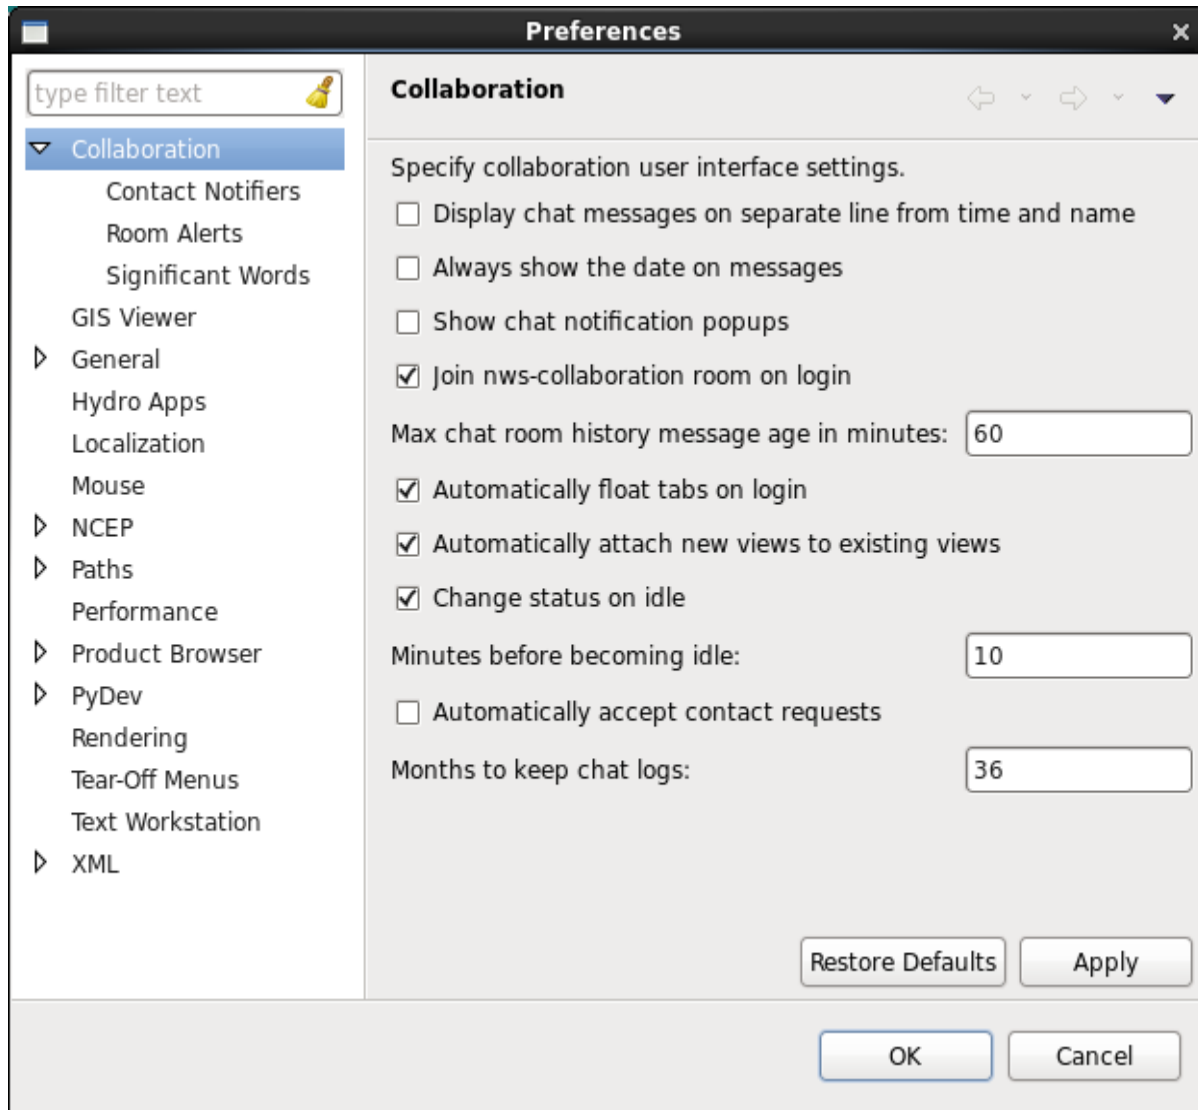 Preferences
type filter text
Collaboration
Contact Notifiers
Room Alerts
Significant Words
GIS Viewer
General
Hydro Apps
Localization
Mouse
NCEP
Paths
Performance
Product Browser
PyDev
Rendering
Tear-Off Menus
Text Workstation
XML
Collaboration
Specify collaboration user interface settings.
Display chat messages on separate line from time and name
Always show the date on messages
Show chat notification popups
Join nws-collaboration room on login
Max chat room history message age in minutes: 60
Automatically float tabs on login
Automatically attach new views to existing views
Change status on idle
Minutes before becoming idle: 10
Automatically accept contact requests
Months to keep chat logs: 36
Restore Defaults Apply
OK Cancel